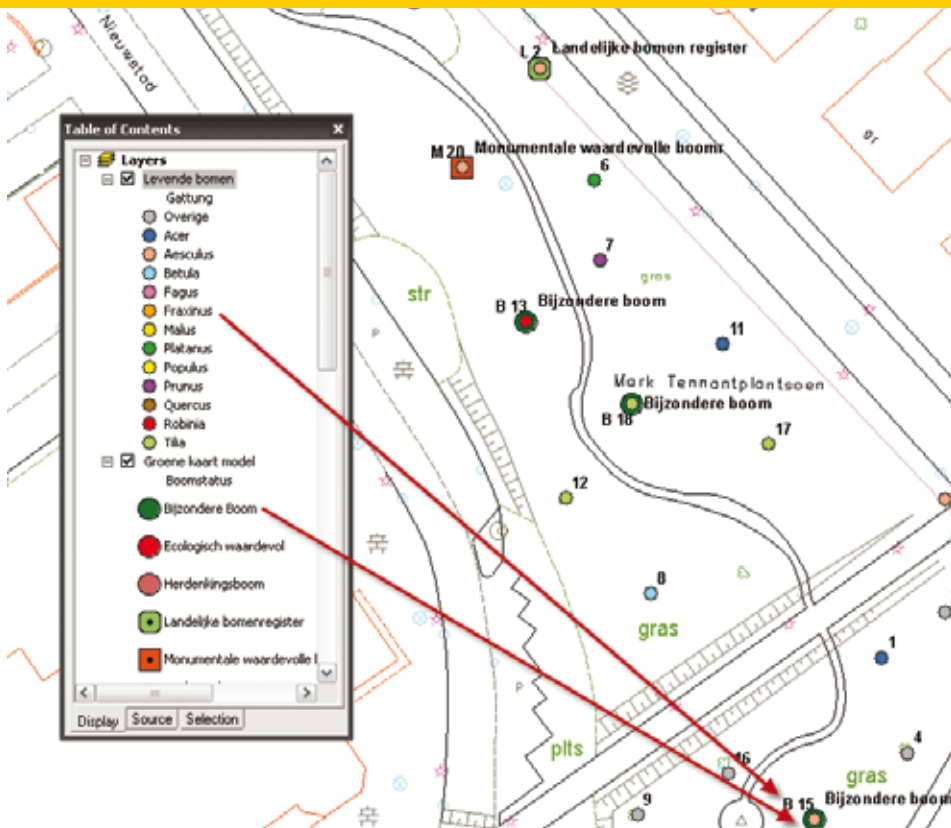 Nieuwstad
L 2 Landelijke bomen register
Table of Contents
Layers
Levende bomen
Gattung
Overige
Acer
Aesculus
Betula
Fagus
Fraxinus
Malus
Platanus
Populus
Prunus
Quercus
Robinia
Tilia
Groene kaart model
Boomstatus
Bijzondere Boom
Ecologisch waardevol
Herdenkingsboom
Landelijke bomenregister
Monumentale waardevolle l
Display
Source
Selection
M 20 Monumentale waardevolle boomr
6
7
gras
str
B 13 Bijzondere boom
P
11
Mark Tennantplantsoen
Bijzondere boom
B 18
17
12
8
gras
1
P
plts
4
16
gras
9
B 15 Bijzondere boom